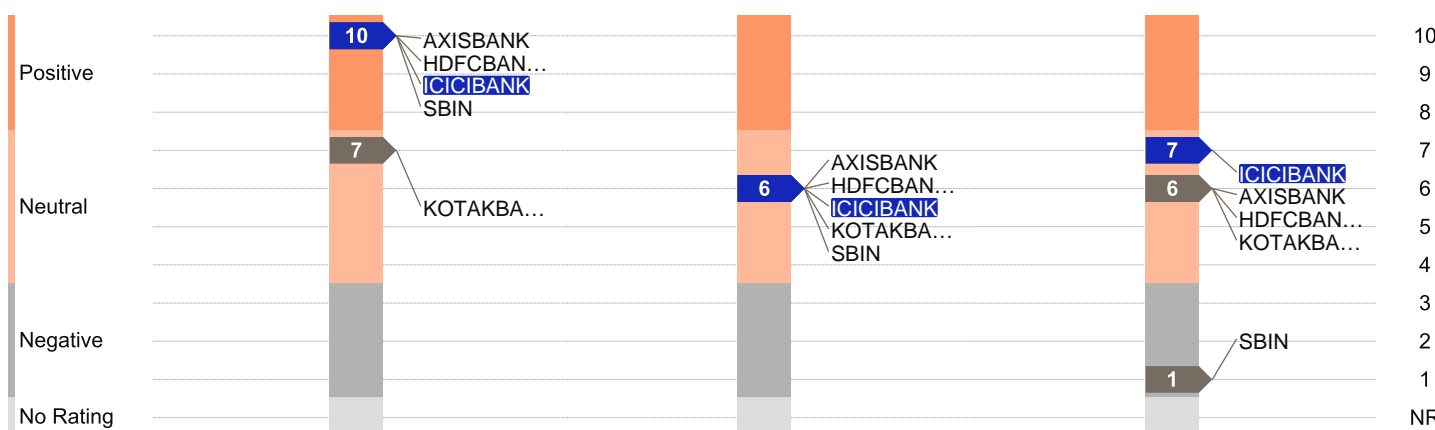 Positive
Neutral
Negative
No Rating
10
AXISBANK
HDFCBAN…
ICICIBANK
SBIN
7
KOTAKBA…
6
AXISBANK
HDFCBAN…
ICICIBANK
KOTAKBA…
SBIN
7
ICICIBANK
6
AXISBANK
HDFCBAN…
KOTAKBA…
1
SBIN
10
9
8
7
6
5
4
3
2
1
NR